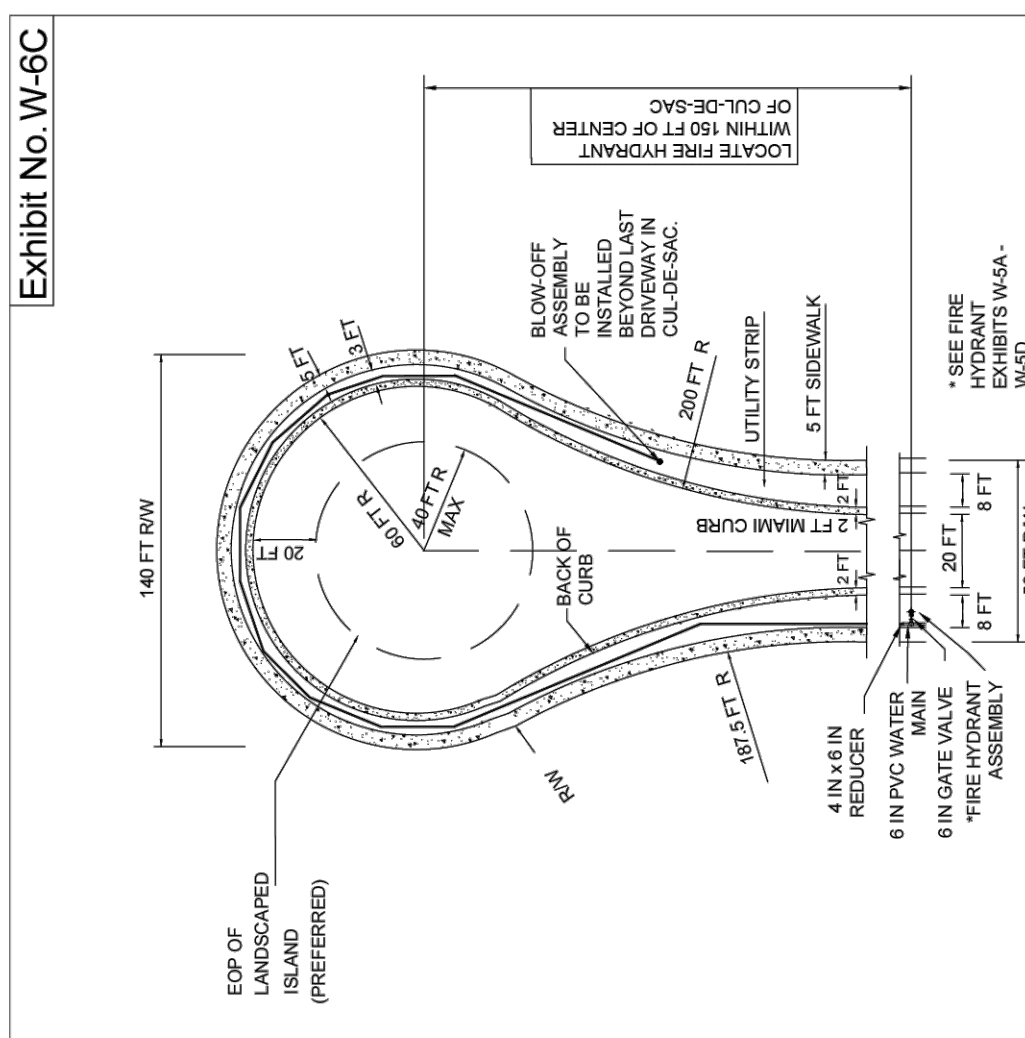 Exhibit No. W-6C
LOCATE FIRE HYDRANT
WITHIN 150 FT OF CENTER
OF CUL-DE-SAC
140 FT R/W
5 FT
3 FT
BLOW-OFF
ASSEMBLY
TO BE
INSTALLED
BEYOND LAST
DRIVEWAY IN
CUL-DE-SAC.
20 FT
60 FT R
40 FT R
MAX
200 FT R
UTILITY STRIP
5 FT SIDEWALK
BACK OF
CURB
2 FT
2 FT MIAMI CURB
2 FT
* SEE FIRE
HYDRANT
EXHIBITS W-5A -
W-5D
8 FT
20 FT
8 FT
EOP OF
LANDSCAPED
ISLAND
(PREFERRED)
R/W
187.5 FT R
4 IN x 6 IN
REDUCER
6 IN PVC WATER
MAIN
6 IN GATE VALVE
*FIRE HYDRANT
ASSEMBLY